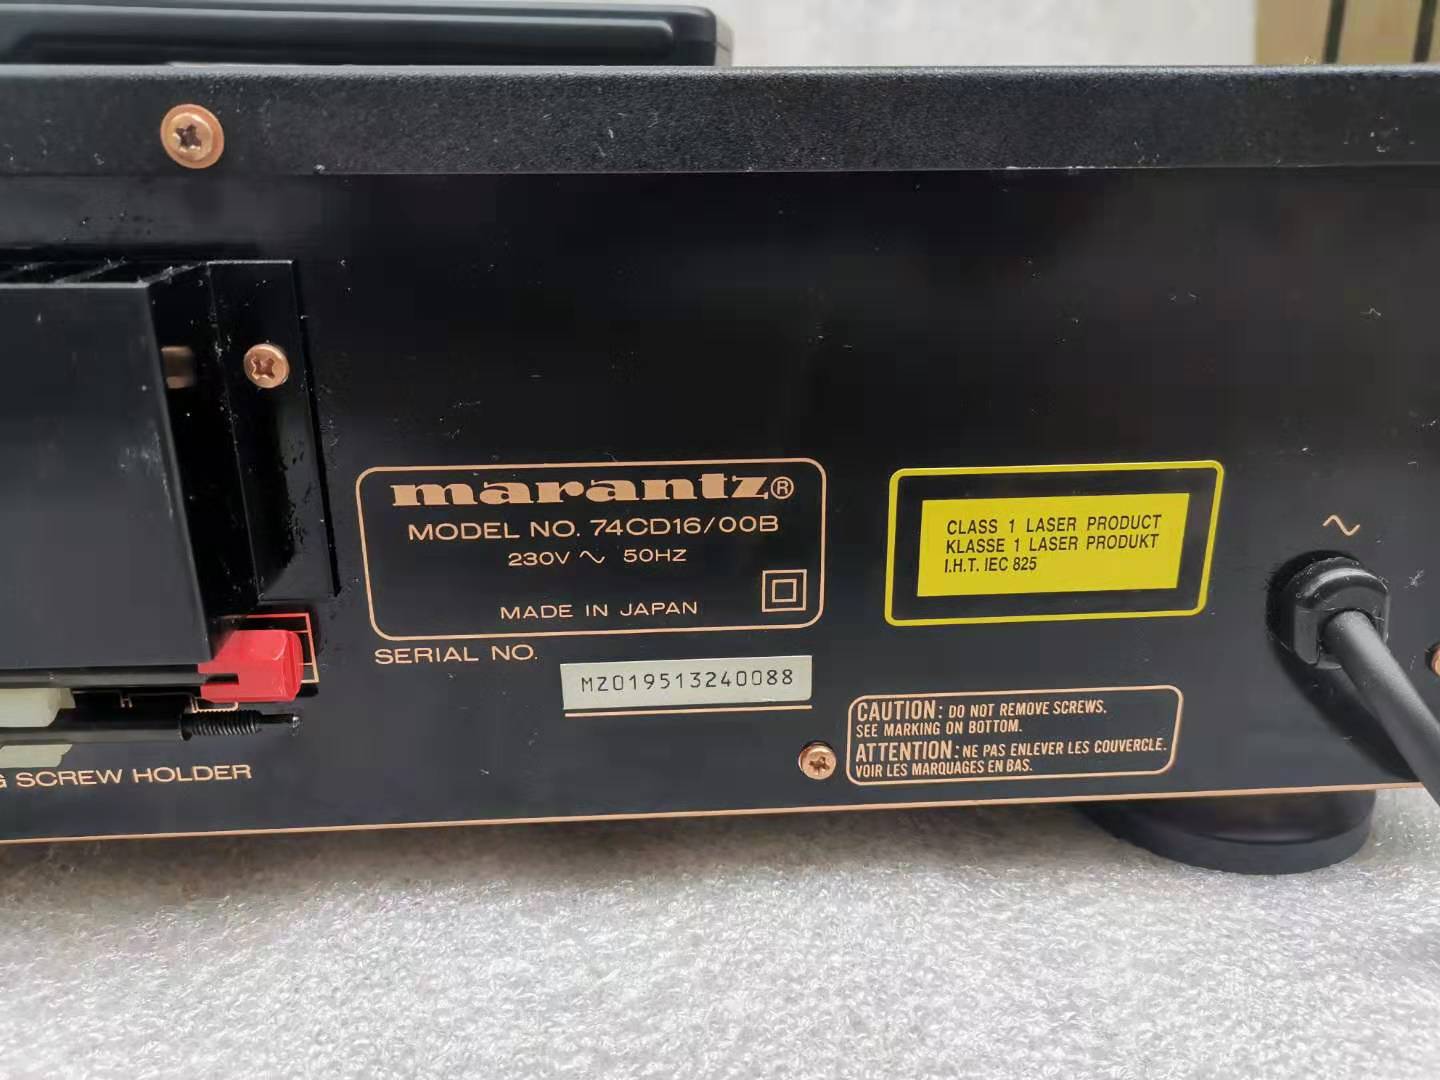 marantz®
MODEL NO. 74CD16/00B
230V ~ 50HZ
MADE IN JAPAN
SERIAL NO.
MZ019513240088
CLASS 1 LASER PRODUCT
KLASSE 1 LASER PRODUKT
I.H.T. IEC 825
~
CAUTION: DO NOT REMOVE SCREWS.
SEE MARKING ON BOTTOM.
ATTENTION: NE PAS ENLEVER LES COUVERCLE.
VOIR LES MARQUAGES EN BAS.
SCREW HOLDER